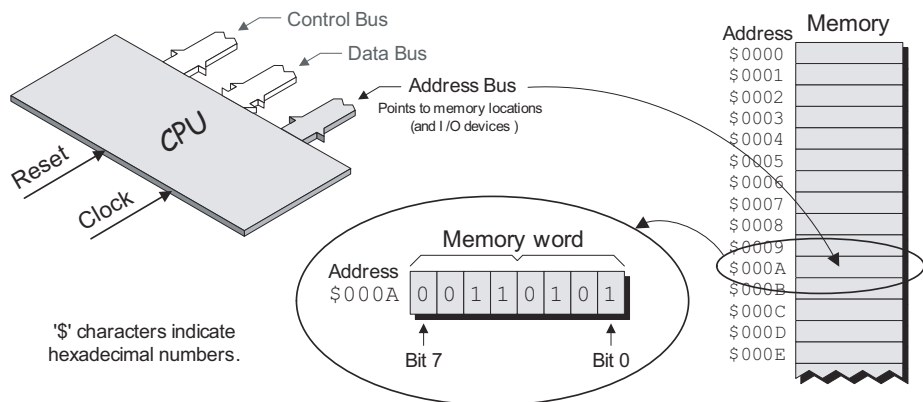 Control Bus
Data Bus
Address Bus
Points to memory locations
(and I /O devices )
CPU
Reset
Clock
Memory
Address
$0000
$0001
$0002
$0003
$0004
$0005
$0006
$0007
$0008
$0009
$000A
$000B
$000C
$000D
$000E
Memory word
Address
$000A 0 0 1 1 0 1 0 1
Bit 7 Bit 0
'$' characters indicate
hexadecimal numbers.